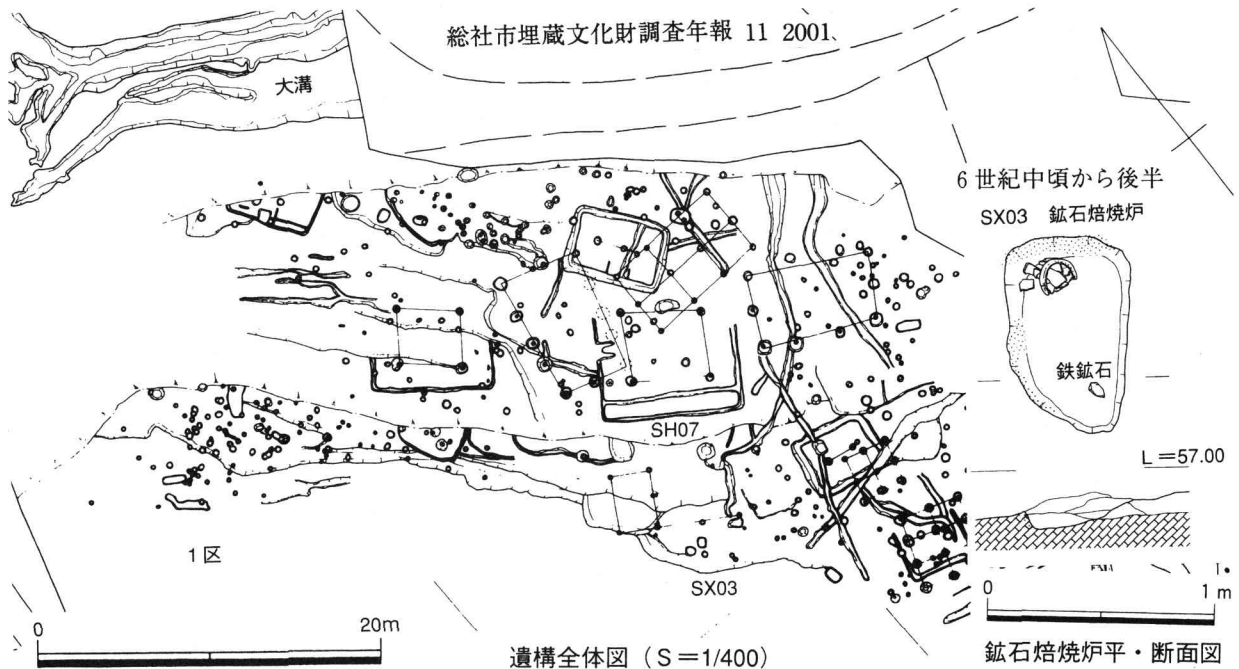 総社市埋蔵文化財調査年報 11 2001、
大溝
6世紀中頃から後半
SX03 鉱石焙焼炉
鉄鉱石
SH07
L=57.00
1区
SX03
0 20m
遺構全体図(S=1/400)
0 1m
鉱石焙焼炉平・断面図